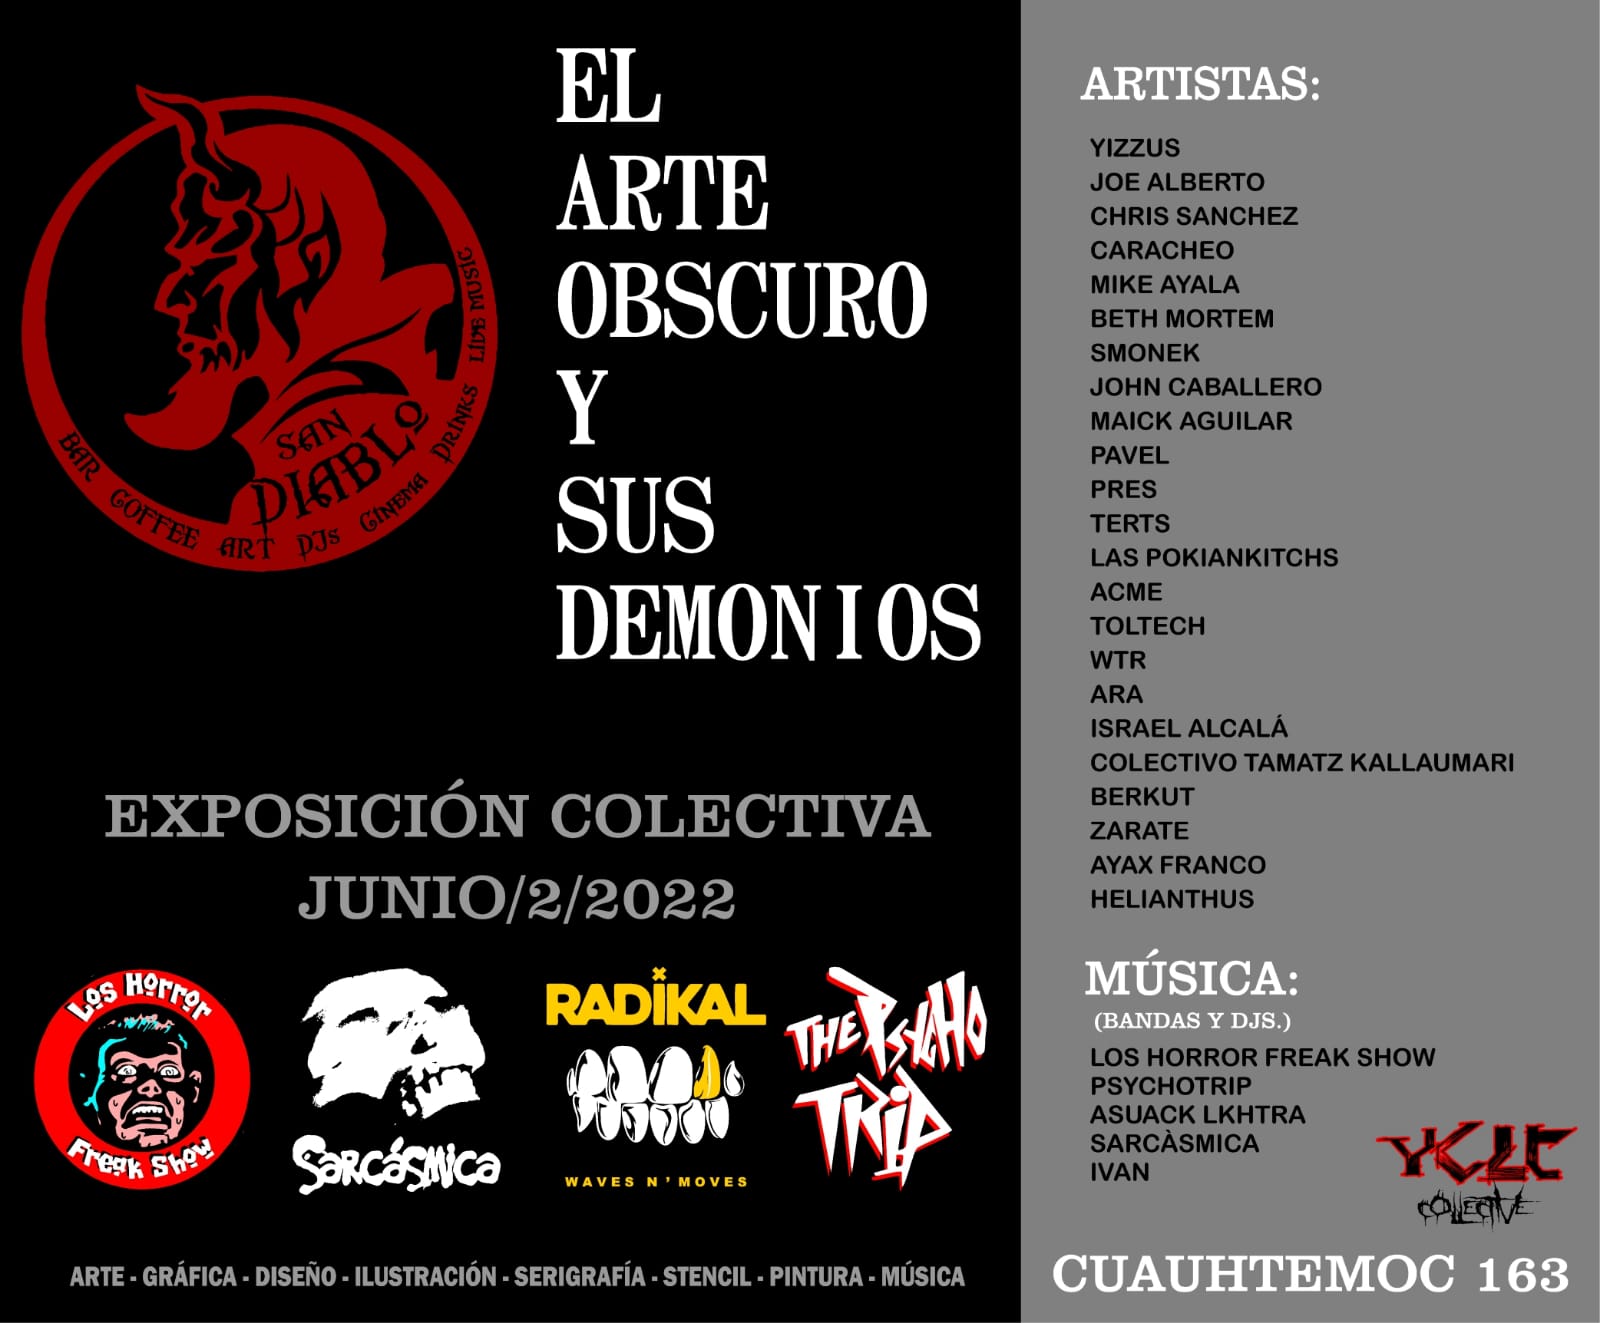 EL
ARTE
OBSCURO
Y
SUS
DEMONIOS
SAN
DIABLO
BAR COFFEE ART DJs CINEMA DRINKS LIVE MUSIC
EXPOSICIÓN COLECTIVA
JUNIO/2/2022
Los Horror
Freak Show
Sarcásmica
RADIKAL
WAVES N' MOVES
THE PSYCHO
TRIP
ARTE - GRÁFICA - DISEÑO - ILUSTRACIÓN - SERIGRAFÍA - STENCIL - PINTURA - MÚSICA
ARTISTAS:
YIZZUS
JOE ALBERTO
CHRIS SANCHEZ
CARACHEO
MIKE AYALA
BETH MORTEM
SMONEK
JOHN CABALLERO
MAICK AGUILAR
PAVEL
PRES
TERTS
LAS POKIANKITCHS
ACME
TOLTECH
WTR
ARA
ISRAEL ALCALÁ
COLECTIVO TAMATZ KALLAUMARI
BERKUT
ZARATE
AYAX FRANCO
HELIANTHUS
MÚSICA:
(BANDAS Y DJS.)
LOS HORROR FREAK SHOW
PSYCHOTRIP
ASUACK LKHTRA
SARCÀSMICA
IVAN
COLLECTIVE
CUAUHTEMOC 163